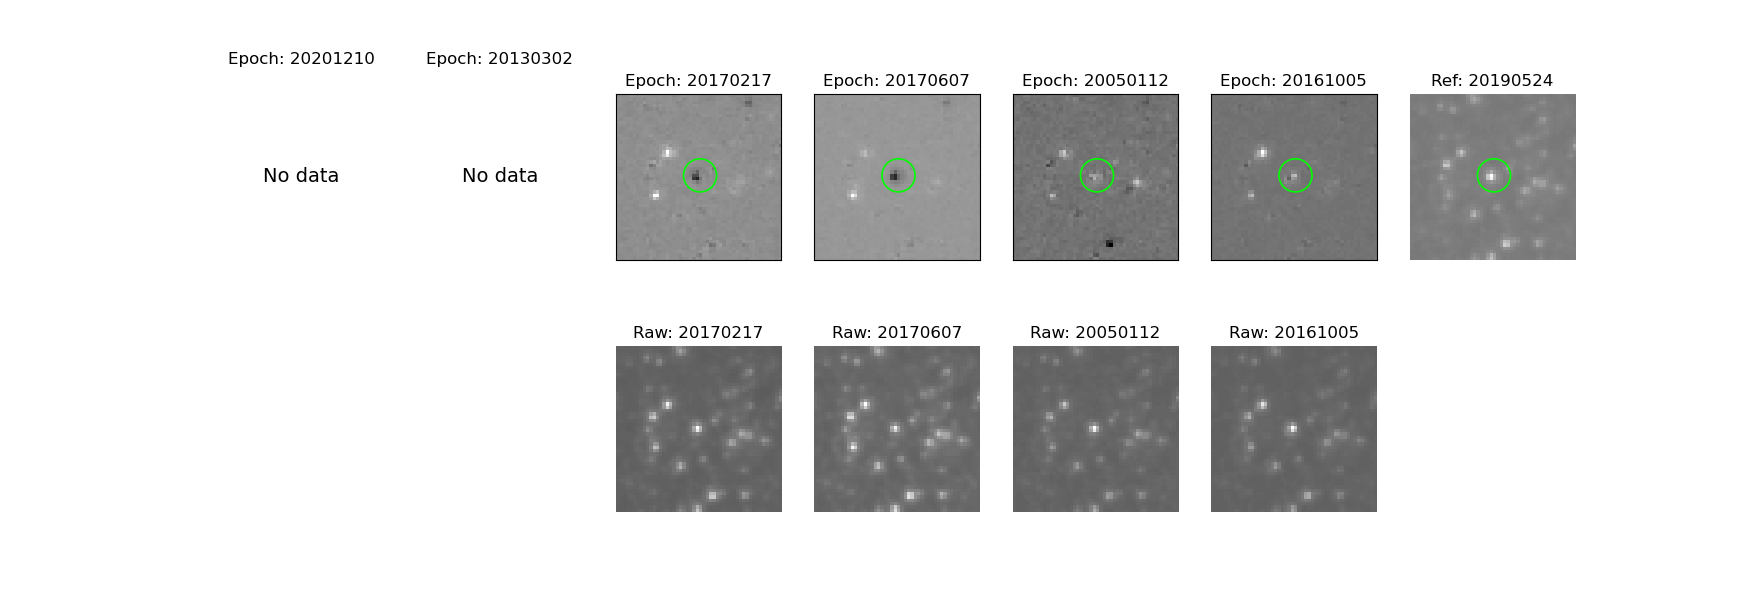 Epoch: 20201210
Epoch: 20130302
Epoch: 20170217
Epoch: 20170607
Epoch: 20050112
Epoch: 20161005
Ref: 20190524
No data
No data
Raw: 20170217
Raw: 20170607
Raw: 20050112
Raw: 20161005